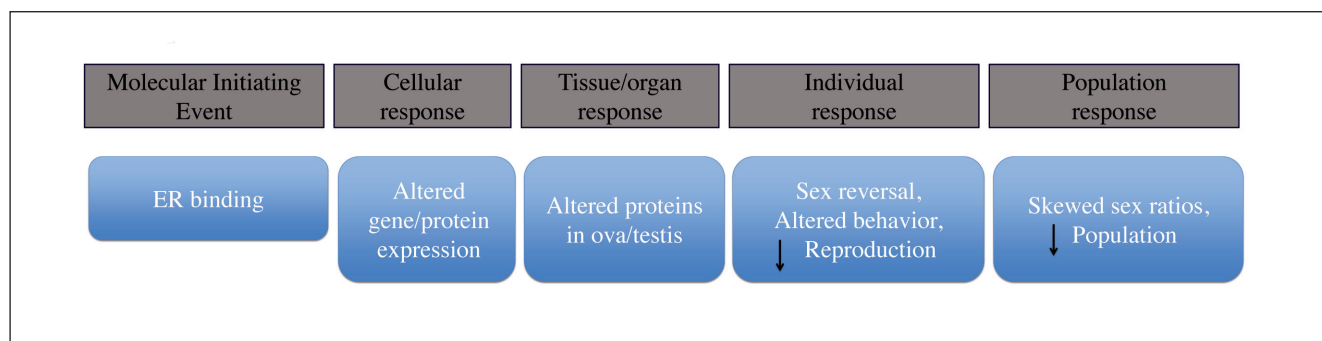 Molecular Initiating
Event
Cellular
response
Tissue/organ
response
Individual
response
Population
response
ER binding
Altered
gene/protein
expression
Altered proteins
in ova/testis
Sex reversal,
Altered behavior,
↓ Reproduction
Skewed sex ratios,
↓ Population